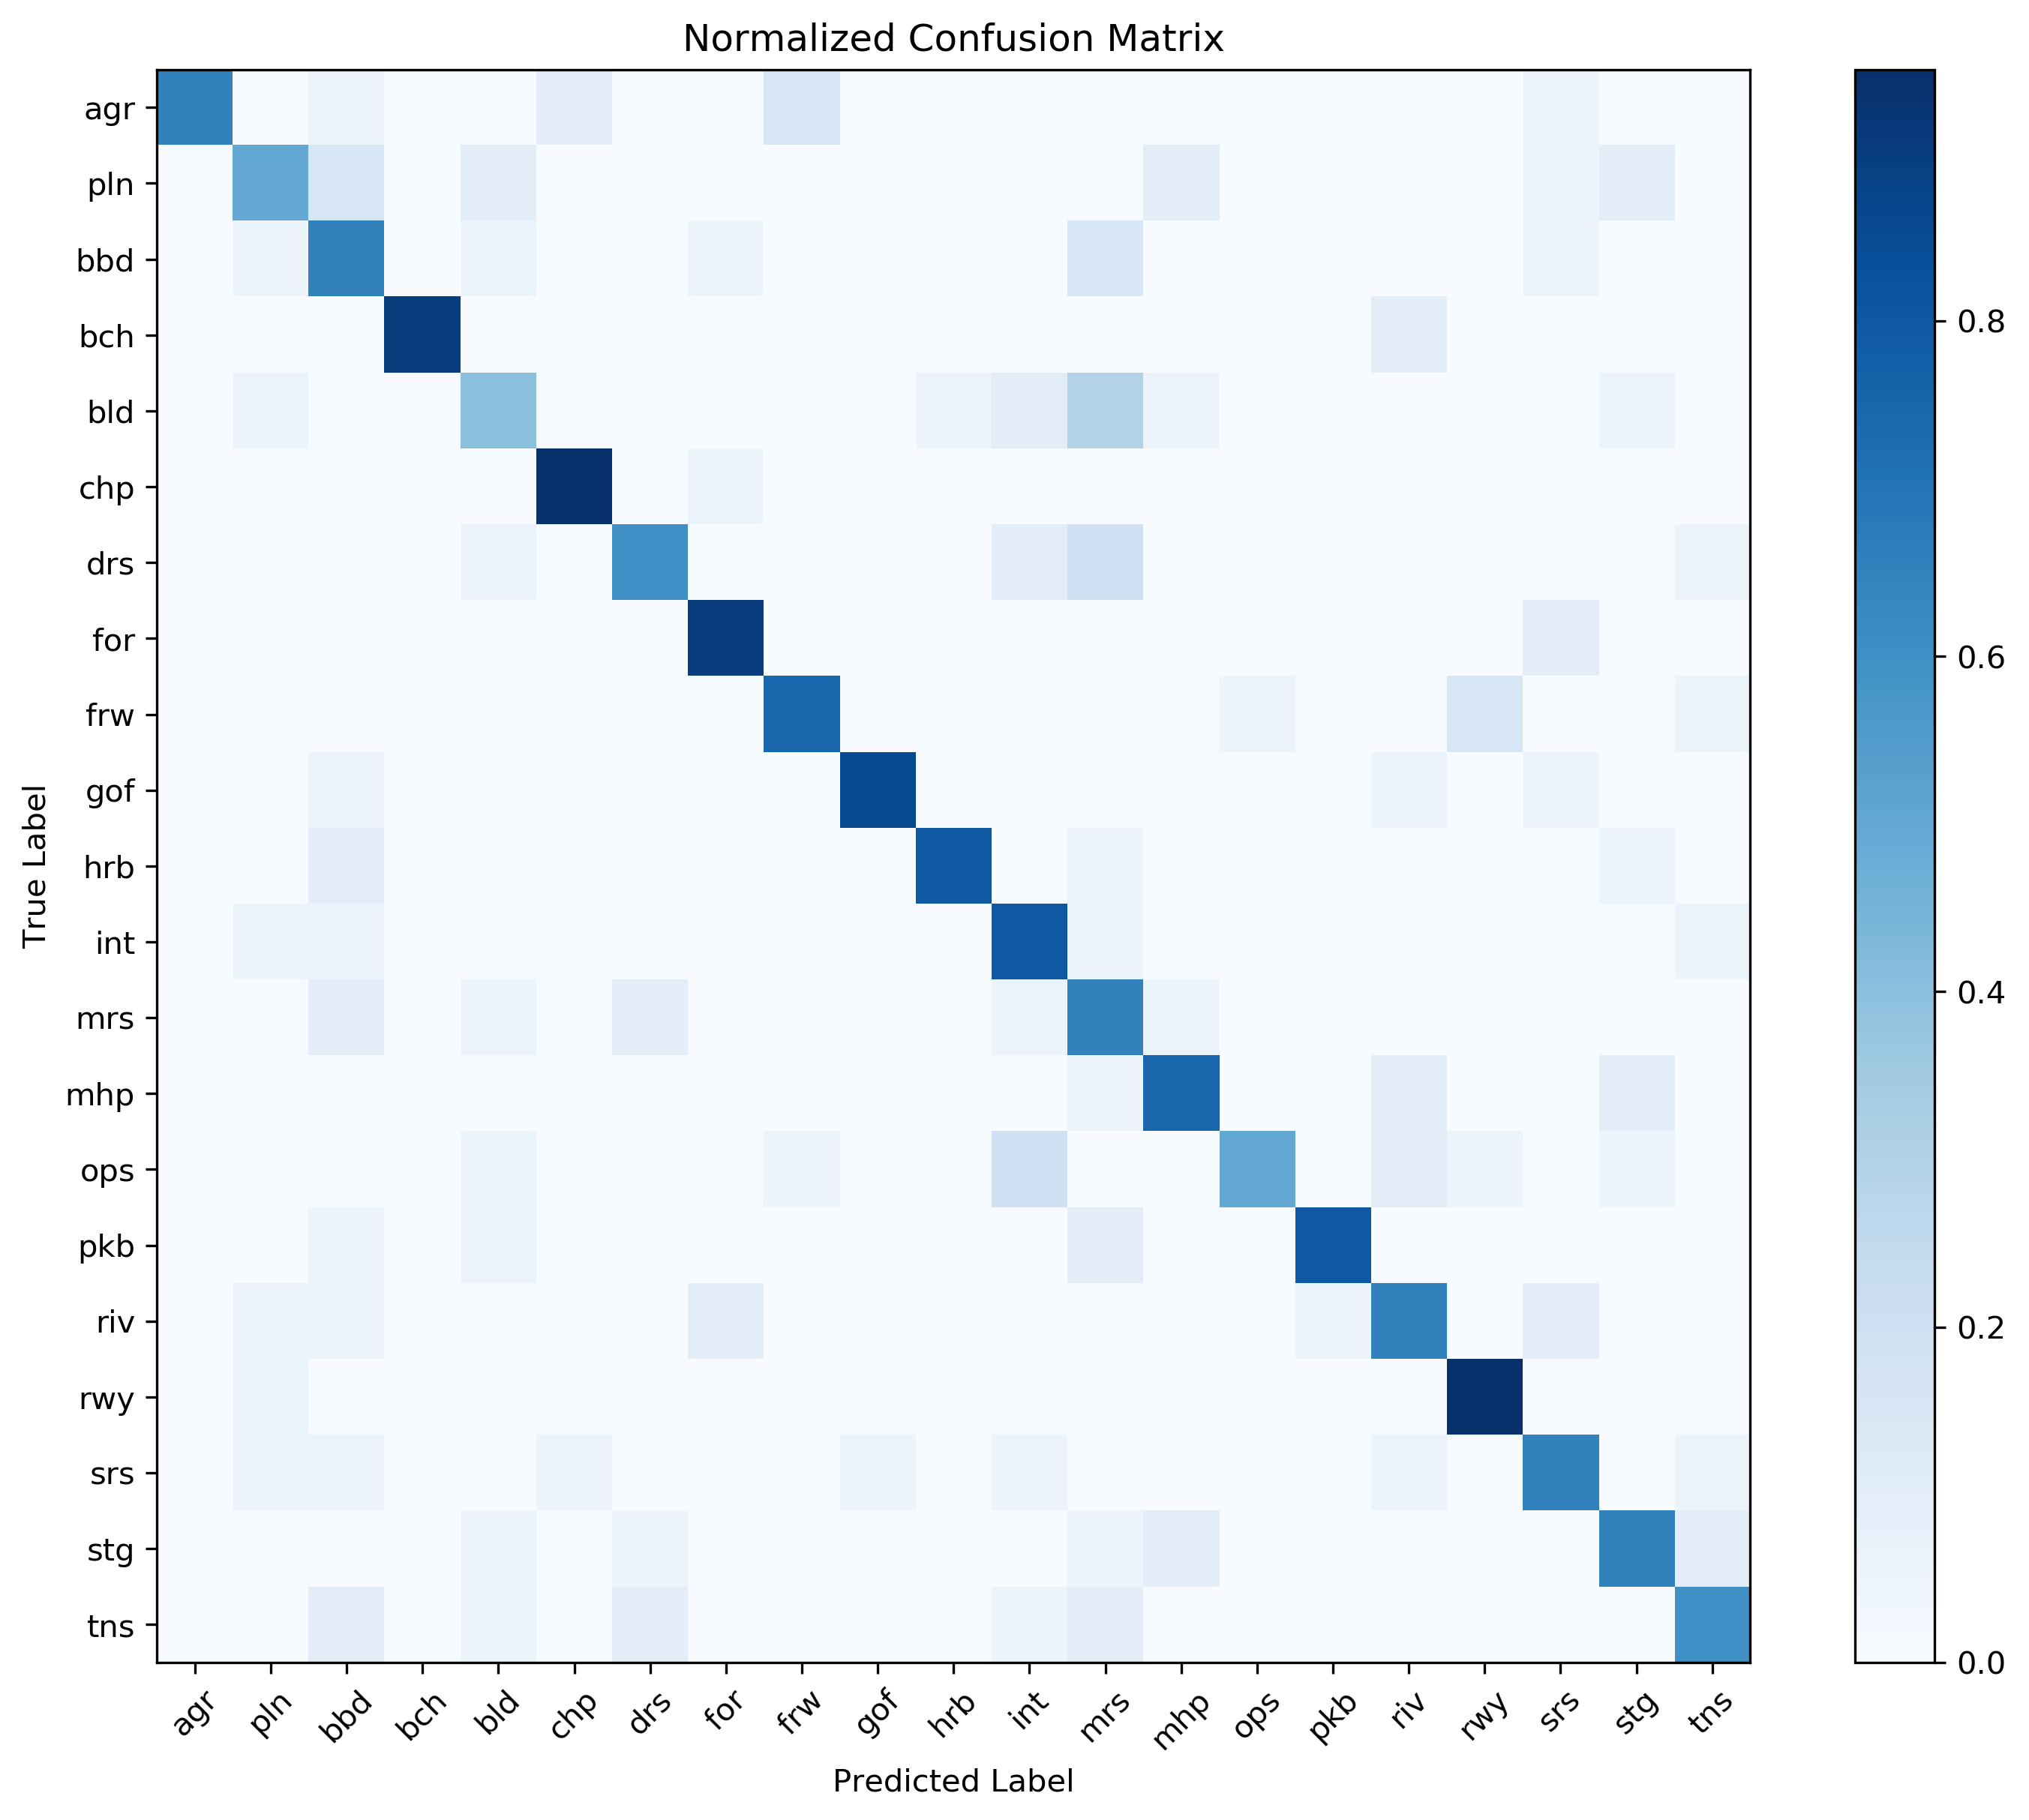 Normalized Confusion Matrix
True Label
agr
pln
bbd
bch
bld
chp
drs
for
frw
gof
hrb
int
mrs
mhp
ops
pkb
riv
rwy
srs
stg
tns
agr pln bbd bch bld chp drs for frw gof hrb int mrs mhp ops pkb riv rwy srs stg tns
Predicted Label
0.8
0.6
0.4
0.2
0.0